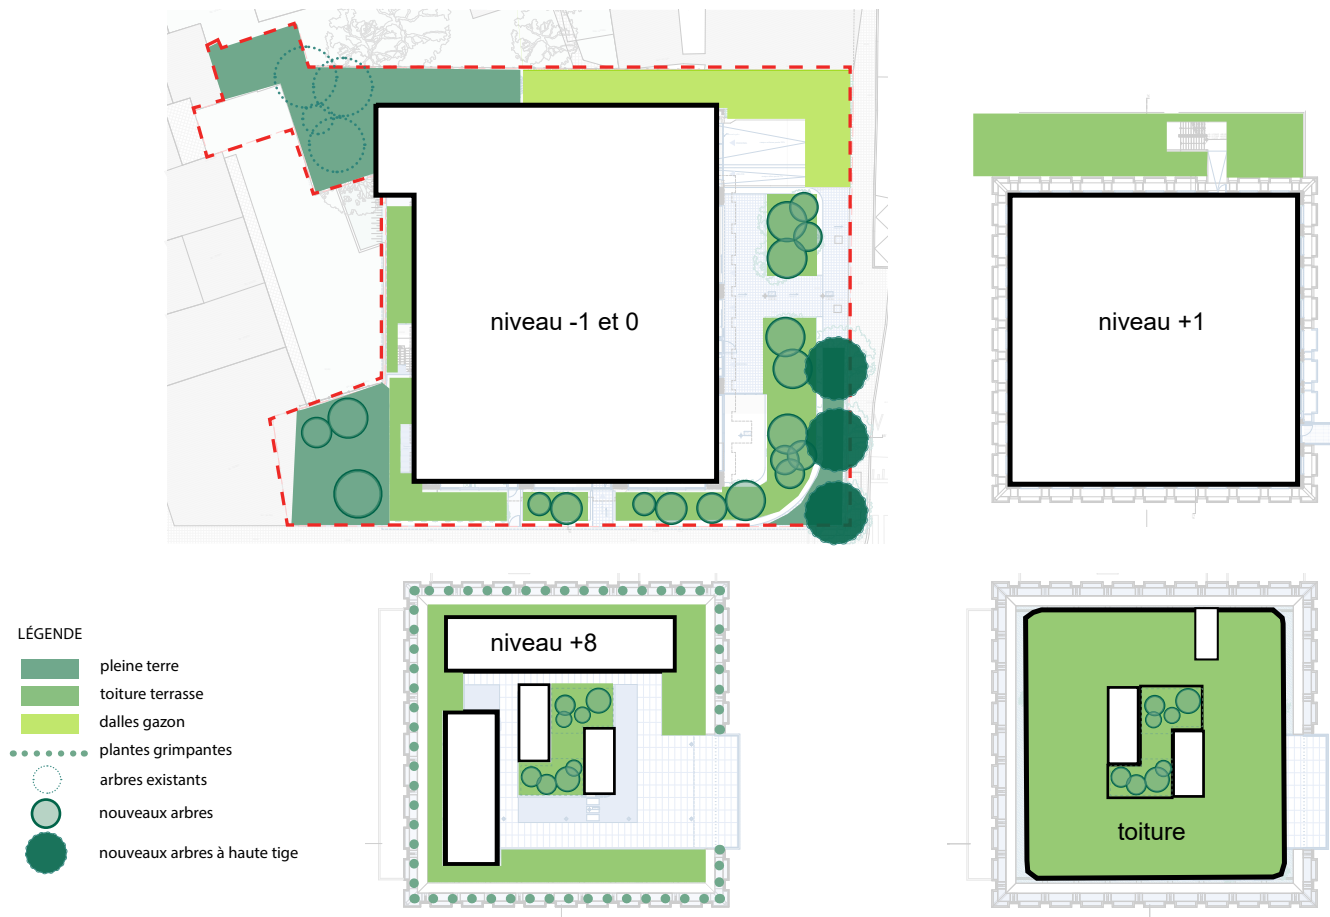 niveau -1 et 0
niveau +1
LÉGENDE
pleine terre
toiture terrasse
dalles gazon
plantes grimpantes
arbres existants
nouveaux arbres
nouveaux arbres à haute tige
niveau +8
toiture